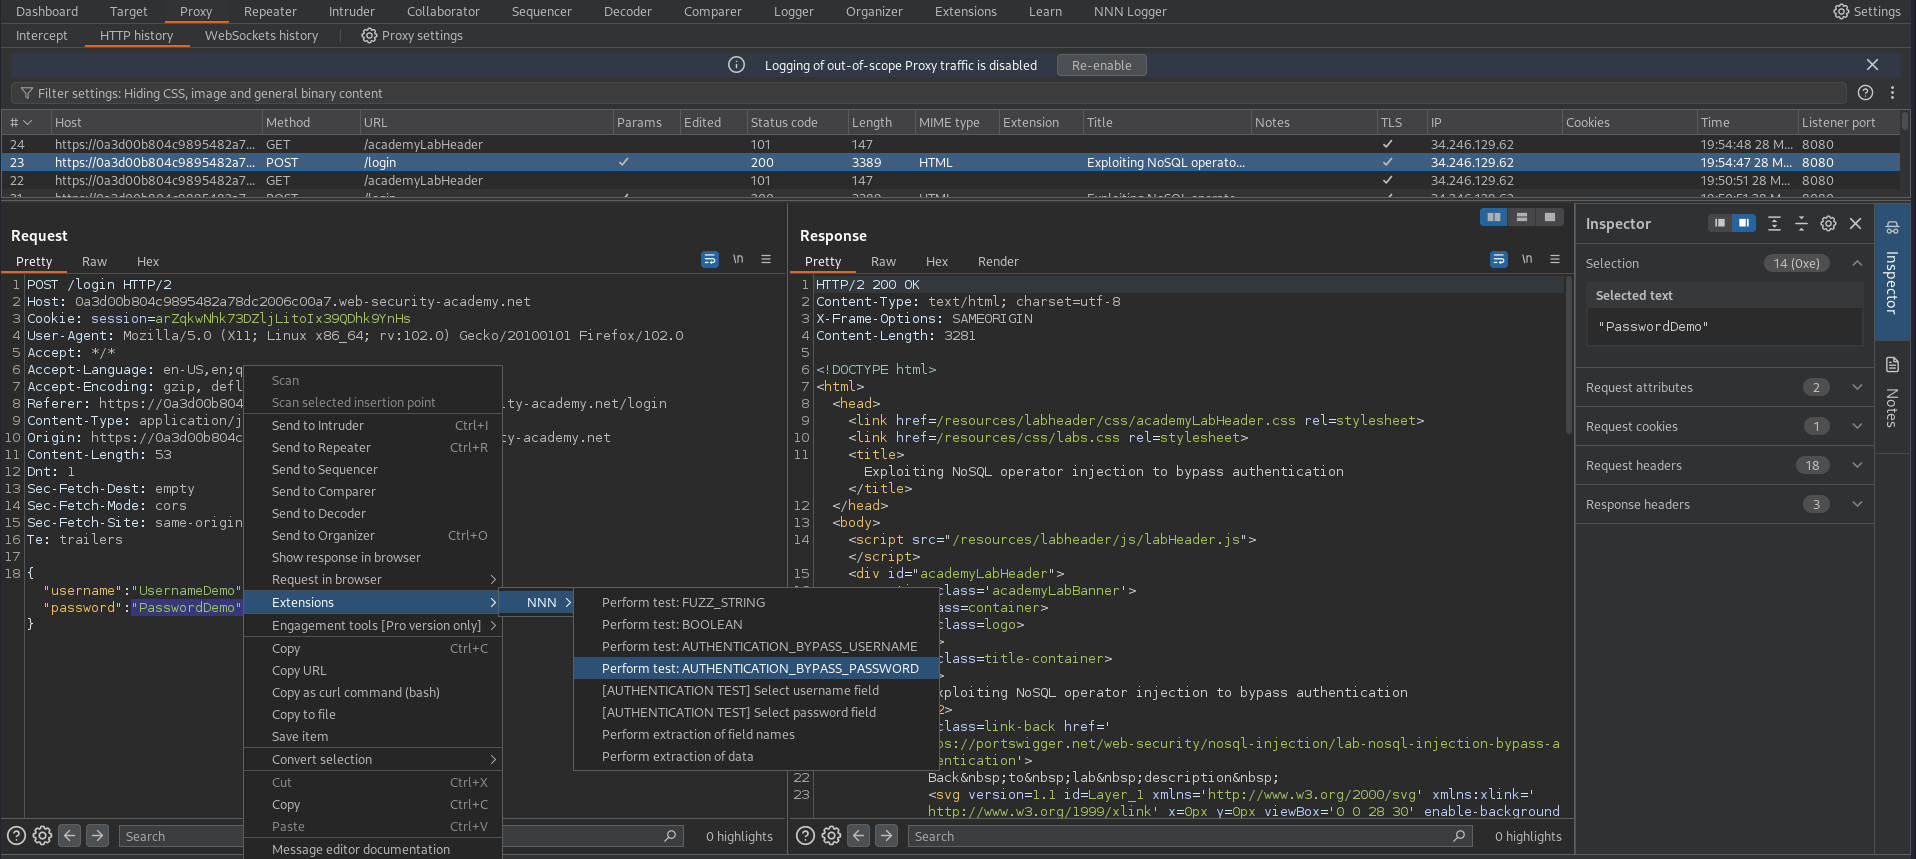 Dashboard Target Proxy Repeater Intruder Collaborator Sequencer Decoder Comparer Logger Organizer Extensions Learn NNN Logger Settings
Intercept HTTP history WebSockets history Proxy settings
Logging of out-of-scope Proxy traffic is disabled Re-enable
Filter settings: Hiding CSS, image and general binary content
# Host Method URL Params Edited Status code Length MIME type Extension Title Notes TLS IP Cookies Time Listener port
24 https://0a3d00b804c9895482a7... GET /academyLabHeader 101 147 ✓ 34.246.129.62 19:54:48 28 M... 8080
23 https://0a3d00b804c9895482a7... POST /login ✓ 200 3389 HTML Exploiting NoSQL operato... ✓ 34.246.129.62 19:54:47 28 M... 8080
22 https://0a3d00b804c9895482a7... GET /academyLabHeader 101 147 ✓ 34.246.129.62 19:50:51 28 M... 8080
Request
Pretty Raw Hex \n
1 POST /login HTTP/2
2 Host: 0a3d00b804c9895482a78dc2006c00a7.web-security-academy.net
3 Cookie: session=arZqkwNhk73DZljLitoIx39QDhk9YnHs
4 User-Agent: Mozilla/5.0 (X11; Linux x86_64; rv:102.0) Gecko/20100101 Firefox/102.0
5 Accept: */*
6 Accept-Language: en-US,en;q
7 Accept-Encoding: gzip, defl
8 Referer: https://0a3d00b804 ity-academy.net/login
9 Content-Type: application/j
10 Origin: https://0a3d00b804c ty-academy.net
11 Content-Length: 53
12 Dnt: 1
13 Sec-Fetch-Dest: empty
14 Sec-Fetch-Mode: cors
15 Sec-Fetch-Site: same-origin
16 Te: trailers
17
18 {
"username":"UsernameDemo"
"password":"PasswordDemo"
}
Scan
Scan selected insertion point
Send to Intruder Ctrl+I
Send to Repeater Ctrl+R
Send to Sequencer
Send to Comparer
Send to Decoder
Send to Organizer Ctrl+O
Show response in browser
Request in browser
Extensions
Engagement tools [Pro version only]
Copy Ctrl+C
Copy URL
Copy as curl command (bash)
Copy to file
Save item
Convert selection
Cut Ctrl+X
Copy Ctrl+C
Paste Ctrl+V
Message editor documentation
NNN
Perform test: FUZZ_STRING
Perform test: BOOLEAN
Perform test: AUTHENTICATION_BYPASS_USERNAME
Perform test: AUTHENTICATION_BYPASS_PASSWORD
[AUTHENTICATION TEST] Select username field
[AUTHENTICATION TEST] Select password field
Perform extraction of field names
Perform extraction of data
Search 0 highlights
Response
Pretty Raw Hex Render \n
1 HTTP/2 200 OK
2 Content-Type: text/html; charset=utf-8
3 X-Frame-Options: SAMEORIGIN
4 Content-Length: 3281
5
6 <!DOCTYPE html>
7 <html>
8 <head>
9 <link href=/resources/labheader/css/academyLabHeader.css rel=stylesheet>
10 <link href=/resources/css/labs.css rel=stylesheet>
11 <title>
Exploiting NoSQL operator injection to bypass authentication
</title>
12 </head>
13 <body>
14 <script src="/resources/labheader/js/labHeader.js">
</script>
15 <div id="academyLabHeader">
class='academyLabBanner'>
ass=container>
class=logo>
>
class=title-container>
>
xploiting NoSQL operator injection to bypass authentication
2>
class=link-back href='
ps://portswigger.net/web-security/nosql-injection/lab-nosql-injection-bypass-a
entication'>
22 Back&nbsp;to&nbsp;lab&nbsp;description&nbsp;
23 <svg version=1.1 id=Layer_1 xmlns='http://www.w3.org/2000/svg' xmlns:xlink='
http://www.w3.org/1999/xlink' x=0px y=0px viewBox='0 0 28 30' enable-background
Search 0 highlights
Inspector
Selection 14 (0xe)
Selected text
"PasswordDemo"
Request attributes 2
Request cookies 1
Request headers 18
Response headers 3
Inspector
Notes